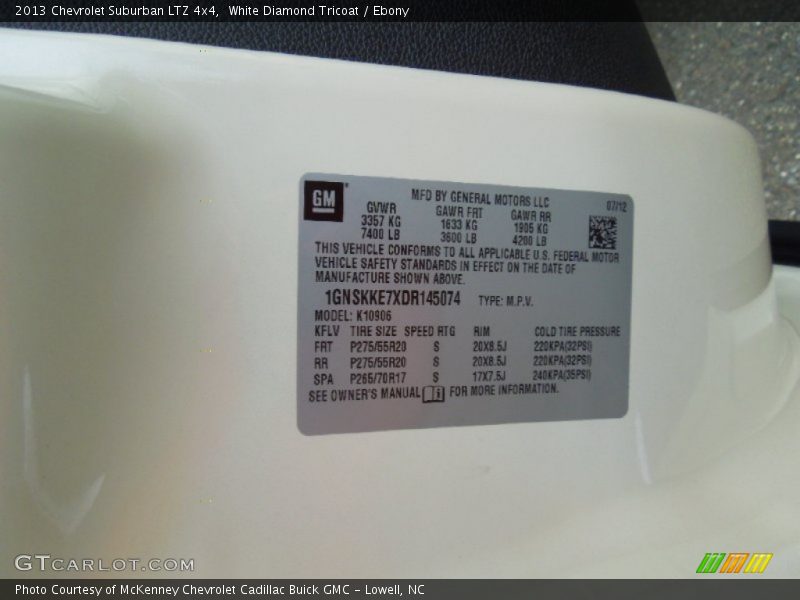 2013 Chevrolet Suburban LTZ 4x4, White Diamond Tricoat / Ebony
GM
MFD BY GENERAL MOTORS LLC
07/12
GVWR GAWR FRT GAWR RR
3357 KG 1633 KG 1905 KG
7400 LB 3600 LB 4200 LB
THIS VEHICLE CONFORMS TO ALL APPLICABLE U.S. FEDERAL MOTOR
VEHICLE SAFETY STANDARDS IN EFFECT ON THE DATE OF
MANUFACTURE SHOWN ABOVE.
1GNSKKE7XDR145074 TYPE: M.P.V.
MODEL: K10906
KFLV TIRE SIZE SPEED RTG RIM COLD TIRE PRESSURE
FRT P275/55R20 S 20X8.5J 220KPA(32PSI)
RR P275/55R20 S 20X8.5J 220KPA(32PSI)
SPA P265/70R17 S 17X7.5J 240KPA(35PSI)
SEE OWNER'S MANUAL i FOR MORE INFORMATION.
GTCARLOT.COM
Photo Courtesy of McKenney Chevrolet Cadillac Buick GMC - Lowell, NC